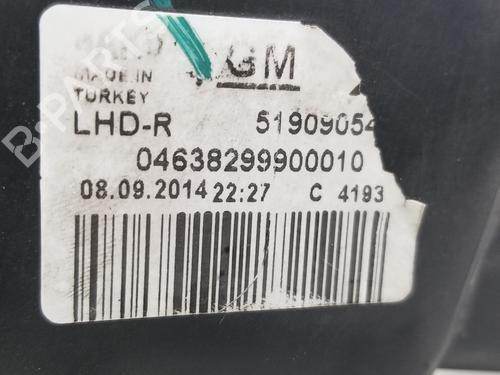 GM
MADE IN
TURKEY
LHD-R 51909054
04638299900010
08.09.2014 22:27 C 4193
B-PARTS